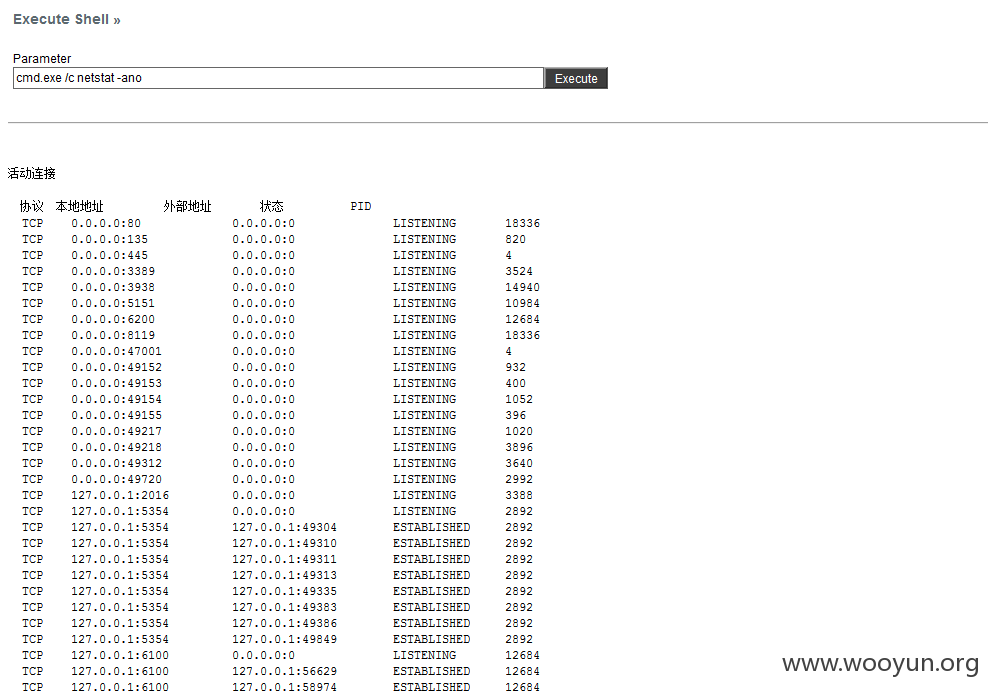 Execute Shell »
Parameter
cmd.exe /c netstat -ano
Execute
活动连接
协议 本地地址 外部地址 状态 PID
TCP 0.0.0.0:80 0.0.0.0:0 LISTENING 18336
TCP 0.0.0.0:135 0.0.0.0:0 LISTENING 820
TCP 0.0.0.0:445 0.0.0.0:0 LISTENING 4
TCP 0.0.0.0:3389 0.0.0.0:0 LISTENING 3524
TCP 0.0.0.0:3938 0.0.0.0:0 LISTENING 14940
TCP 0.0.0.0:5151 0.0.0.0:0 LISTENING 10984
TCP 0.0.0.0:6200 0.0.0.0:0 LISTENING 12684
TCP 0.0.0.0:8119 0.0.0.0:0 LISTENING 18336
TCP 0.0.0.0:47001 0.0.0.0:0 LISTENING 4
TCP 0.0.0.0:49152 0.0.0.0:0 LISTENING 932
TCP 0.0.0.0:49153 0.0.0.0:0 LISTENING 400
TCP 0.0.0.0:49154 0.0.0.0:0 LISTENING 1052
TCP 0.0.0.0:49155 0.0.0.0:0 LISTENING 396
TCP 0.0.0.0:49217 0.0.0.0:0 LISTENING 1020
TCP 0.0.0.0:49218 0.0.0.0:0 LISTENING 3896
TCP 0.0.0.0:49312 0.0.0.0:0 LISTENING 3640
TCP 0.0.0.0:49720 0.0.0.0:0 LISTENING 2992
TCP 127.0.0.1:2016 0.0.0.0:0 LISTENING 3388
TCP 127.0.0.1:5354 0.0.0.0:0 LISTENING 2892
TCP 127.0.0.1:5354 127.0.0.1:49304 ESTABLISHED 2892
TCP 127.0.0.1:5354 127.0.0.1:49310 ESTABLISHED 2892
TCP 127.0.0.1:5354 127.0.0.1:49311 ESTABLISHED 2892
TCP 127.0.0.1:5354 127.0.0.1:49313 ESTABLISHED 2892
TCP 127.0.0.1:5354 127.0.0.1:49335 ESTABLISHED 2892
TCP 127.0.0.1:5354 127.0.0.1:49383 ESTABLISHED 2892
TCP 127.0.0.1:5354 127.0.0.1:49386 ESTABLISHED 2892
TCP 127.0.0.1:5354 127.0.0.1:49849 ESTABLISHED 2892
TCP 127.0.0.1:6100 0.0.0.0:0 LISTENING 12684
TCP 127.0.0.1:6100 127.0.0.1:56629 ESTABLISHED 12684
TCP 127.0.0.1:6100 127.0.0.1:58974 ESTABLISHED 12684
www.wooyun.org